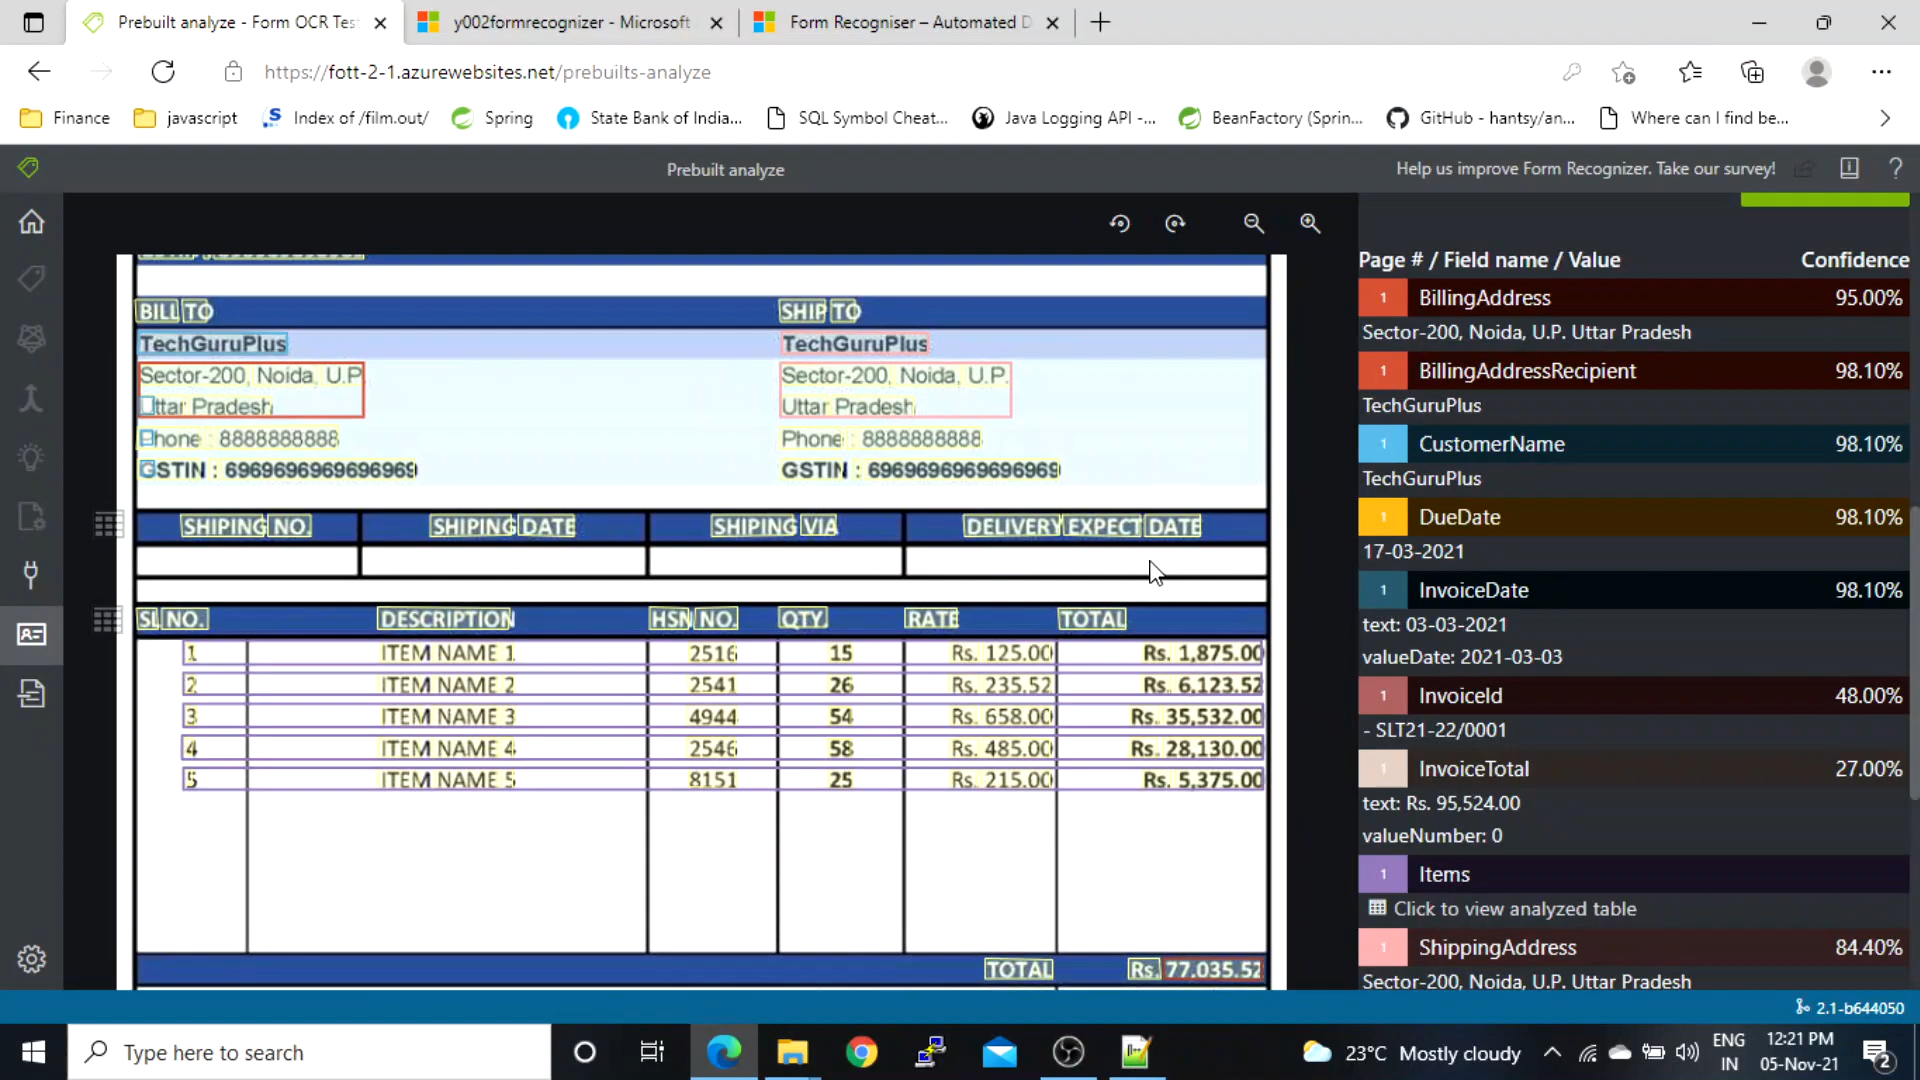 Prebuilt analyze - Form OCR Tes
y002formrecognizer - Microsoft
Form Recogniser – Automated D
https://fott-2-1.azurewebsites.net/prebuilts-analyze
Finance
javascript
Index of /film.out/
Spring
State Bank of India...
SQL Symbol Cheat...
Java Logging API -...
BeanFactory (Sprin...
GitHub - hantsy/an...
Where can I find be...
Prebuilt analyze
Help us improve Form Recognizer. Take our survey!
BILL TO
SHIP TO
TechGuruPlus
TechGuruPlus
Sector-200, Noida, U.P.
Sector-200, Noida, U.P.
Uttar Pradesh
Uttar Pradesh
Phone : 8888888888
Phone : 8888888888
GSTIN : 6969696969696969
GSTIN : 6969696969696969
SHIPING NO.
SHIPING DATE
SHIPING VIA
DELIVERY EXPECT DATE
SL NO.
DESCRIPTION
HSN NO.
QTY.
RATE
TOTAL
1 ITEM NAME 1 2516 15 Rs. 125.00 Rs. 1,875.00
2 ITEM NAME 2 2541 26 Rs. 235.52 Rs. 6,123.52
3 ITEM NAME 3 4944 54 Rs. 658.00 Rs. 35,532.00
4 ITEM NAME 4 2546 58 Rs. 485.00 Rs. 28,130.00
5 ITEM NAME 5 8151 25 Rs. 215.00 Rs. 5,375.00
TOTAL Rs. 77,035.52
Page # / Field name / Value
Confidence
1 BillingAddress 95.00%
Sector-200, Noida, U.P. Uttar Pradesh
1 BillingAddressRecipient 98.10%
TechGuruPlus
1 CustomerName 98.10%
TechGuruPlus
1 DueDate 98.10%
17-03-2021
1 InvoiceDate 98.10%
text: 03-03-2021
valueDate: 2021-03-03
1 InvoiceId 48.00%
- SLT21-22/0001
1 InvoiceTotal 27.00%
text: Rs. 95,524.00
valueNumber: 0
1 Items
Click to view analyzed table
1 ShippingAddress 84.40%
Sector-200, Noida, U.P. Uttar Pradesh
2.1-b644050
Type here to search
23°C Mostly cloudy
ENG
IN
12:21 PM
05-Nov-21
2